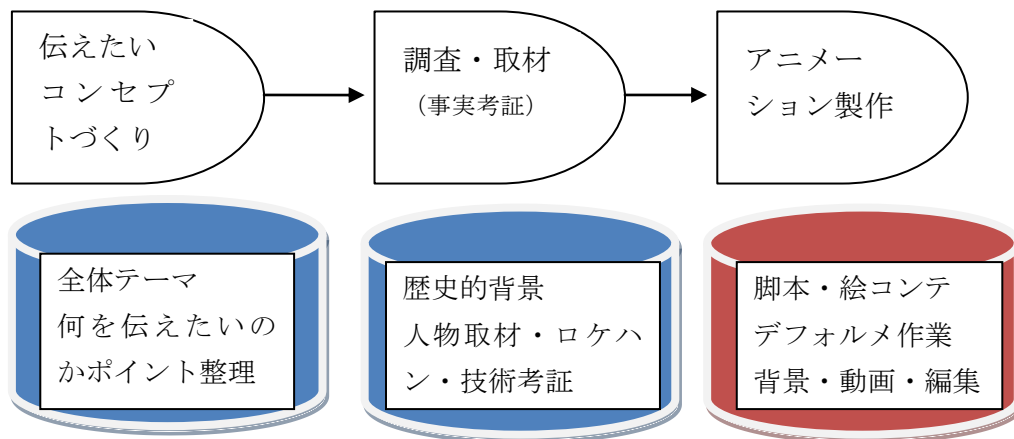 伝えたい
コンセプ
トづくり
調査・取材
（事実考証）
アニメー
ション製作
全体テーマ
何を伝えたいの
かポイント整理
歴史的背景
人物取材・ロケハ
ン・技術考証
脚本・絵コンテ
デフォルメ作業
背景・動画・編集